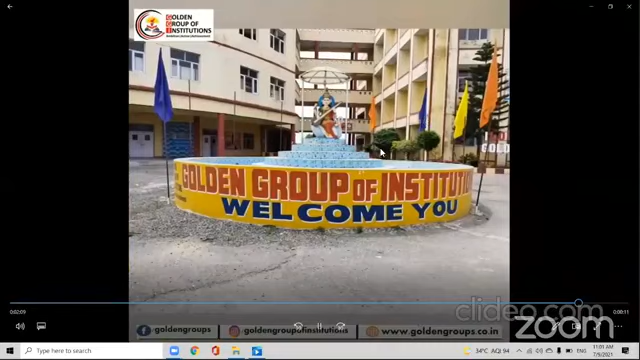 GOLDEN
GROUP OF
INSTITUTIONS
GOLDEN GROUP OF INSTITUTI
WELCOME YOU
GOLD
0:02:09
0:00:11
clideo.com
zoom
/goldengroups
/goldengroupofinstitutions
www.goldengroups.co.in
Type here to search
34°C AQI 94
ENG
11:01 AM
7/9/2021